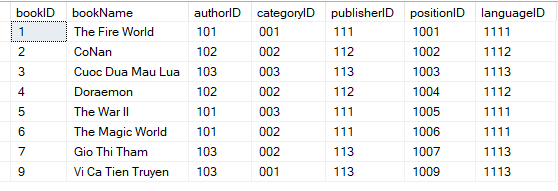 bookID bookName authorID categoryID publisherID positionID languageID
1 The Fire World 101 001 111 1001 1111
2 CoNan 102 002 112 1002 1112
3 Cuoc Dua Mau Lua 103 003 113 1003 1113
4 Doraemon 102 002 112 1004 1112
5 The War II 101 003 111 1005 1111
6 The Magic World 101 002 111 1006 1111
7 Gio Thi Tham 103 002 113 1007 1113
9 Vi Ca Tien Truyen 103 001 113 1009 1113